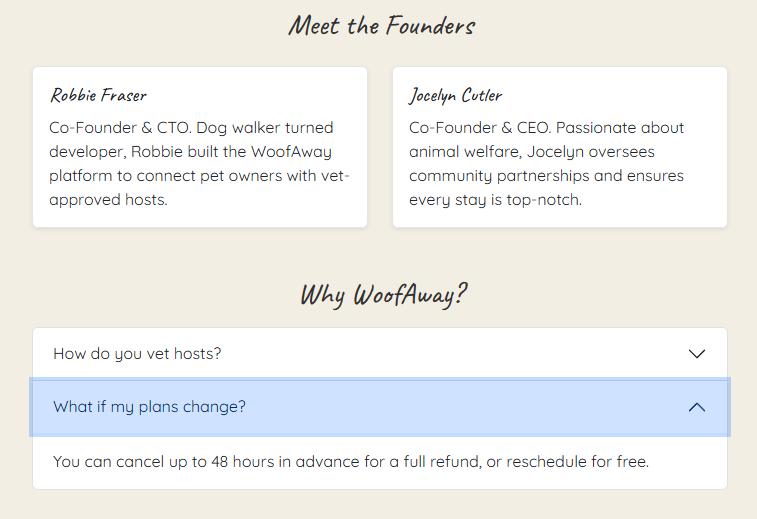 Meet the Founders
Robbie Fraser
Co-Founder & CTO. Dog walker turned
developer, Robbie built the WoofAway
platform to connect pet owners with vet-
approved hosts.
Jocelyn Cutler
Co-Founder & CEO. Passionate about
animal welfare, Jocelyn oversees
community partnerships and ensures
every stay is top-notch.
Why WoofAway?
How do you vet hosts?
What if my plans change?
You can cancel up to 48 hours in advance for a full refund, or reschedule for free.